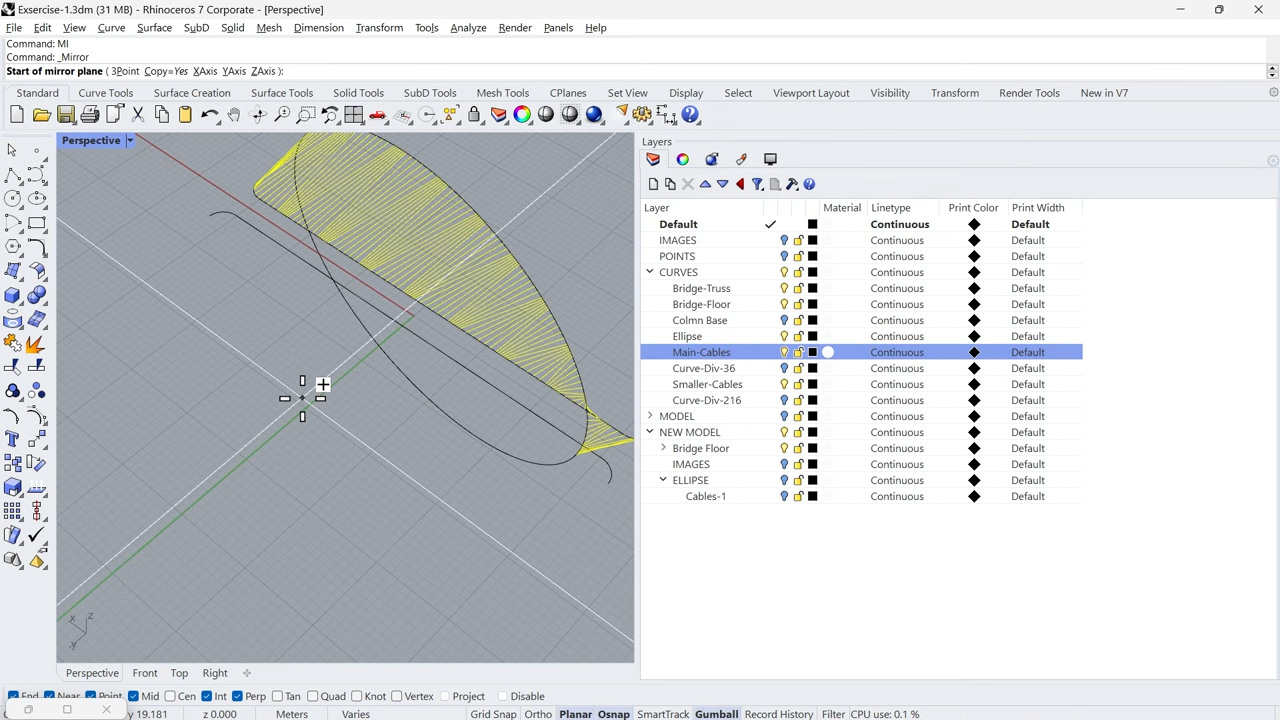 Exsercise-1.3dm (31 MB) - Rhinoceros 7 Corporate - [Perspective]
File Edit View Curve Surface SubD Solid Mesh Dimension Transform Tools Analyze Render Panels Help
Command: MI
Command: _Mirror
Start of mirror plane ( 3Point Copy=Yes XAxis YAxis ZAxis ):
Standard Curve Tools Surface Creation Surface Tools Solid Tools SubD Tools Mesh Tools CPlanes Set View Display Select Viewport Layout Visibility Transform Render Tools New in V7
Perspective
Layers
Layer Material Linetype Print Color Print Width
Default Continuous Default
IMAGES Continuous Default
POINTS Continuous Default
CURVES Continuous Default
Bridge-Truss Continuous Default
Bridge-Floor Continuous Default
Colmn Base Continuous Default
Ellipse Continuous Default
Main-Cables Continuous Default
Curve-Div-36 Continuous Default
Smaller-Cables Continuous Default
Curve-Div-216 Continuous Default
MODEL Continuous Default
NEW MODEL Continuous Default
Bridge Floor Continuous Default
IMAGES Continuous Default
ELLIPSE Continuous Default
Cables-1 Continuous Default
x z
y
Perspective Front Top Right
End Near Point Mid Cen Int Perp Tan Quad Knot Vertex Project Disable
y 19.181 z 0.000 Meters Varies Grid Snap Ortho Planar Osnap SmartTrack Gumball Record History Filter CPU use: 0.1 %